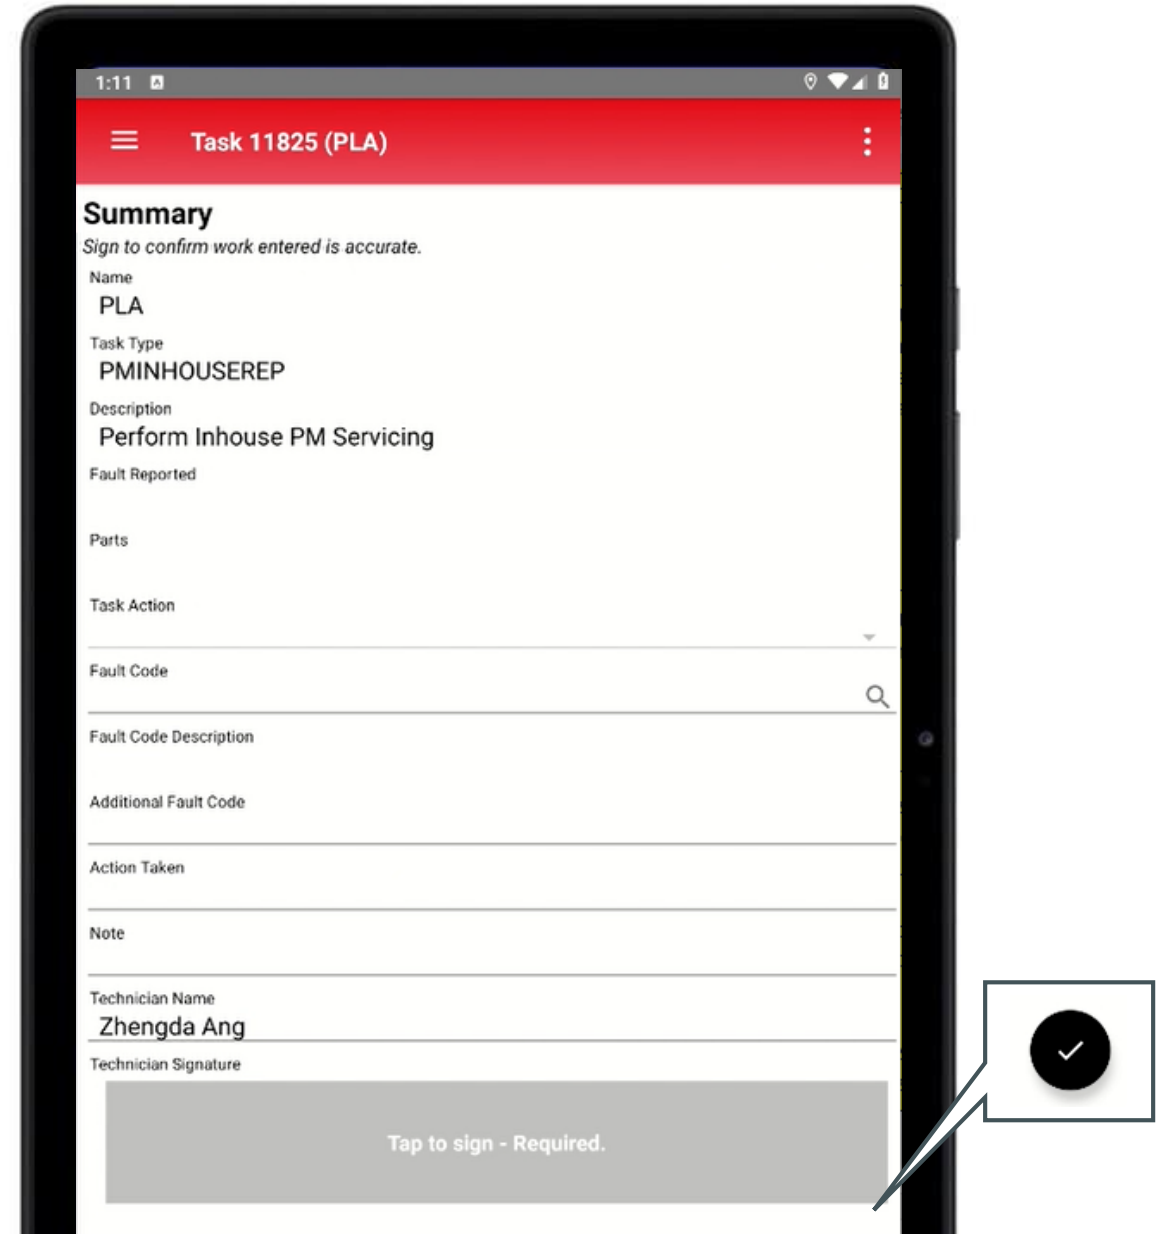 1:11
Task 11825 (PLA)
Summary
Sign to confirm work entered is accurate.
Name
PLA
Task Type
PMINHOUSEREP
Description
Perform Inhouse PM Servicing
Fault Reported
Parts
Task Action
Fault Code
Fault Code Description
Additional Fault Code
Action Taken
Note
Technician Name
Zhengda Ang
Technician Signature
Tap to sign - Required.